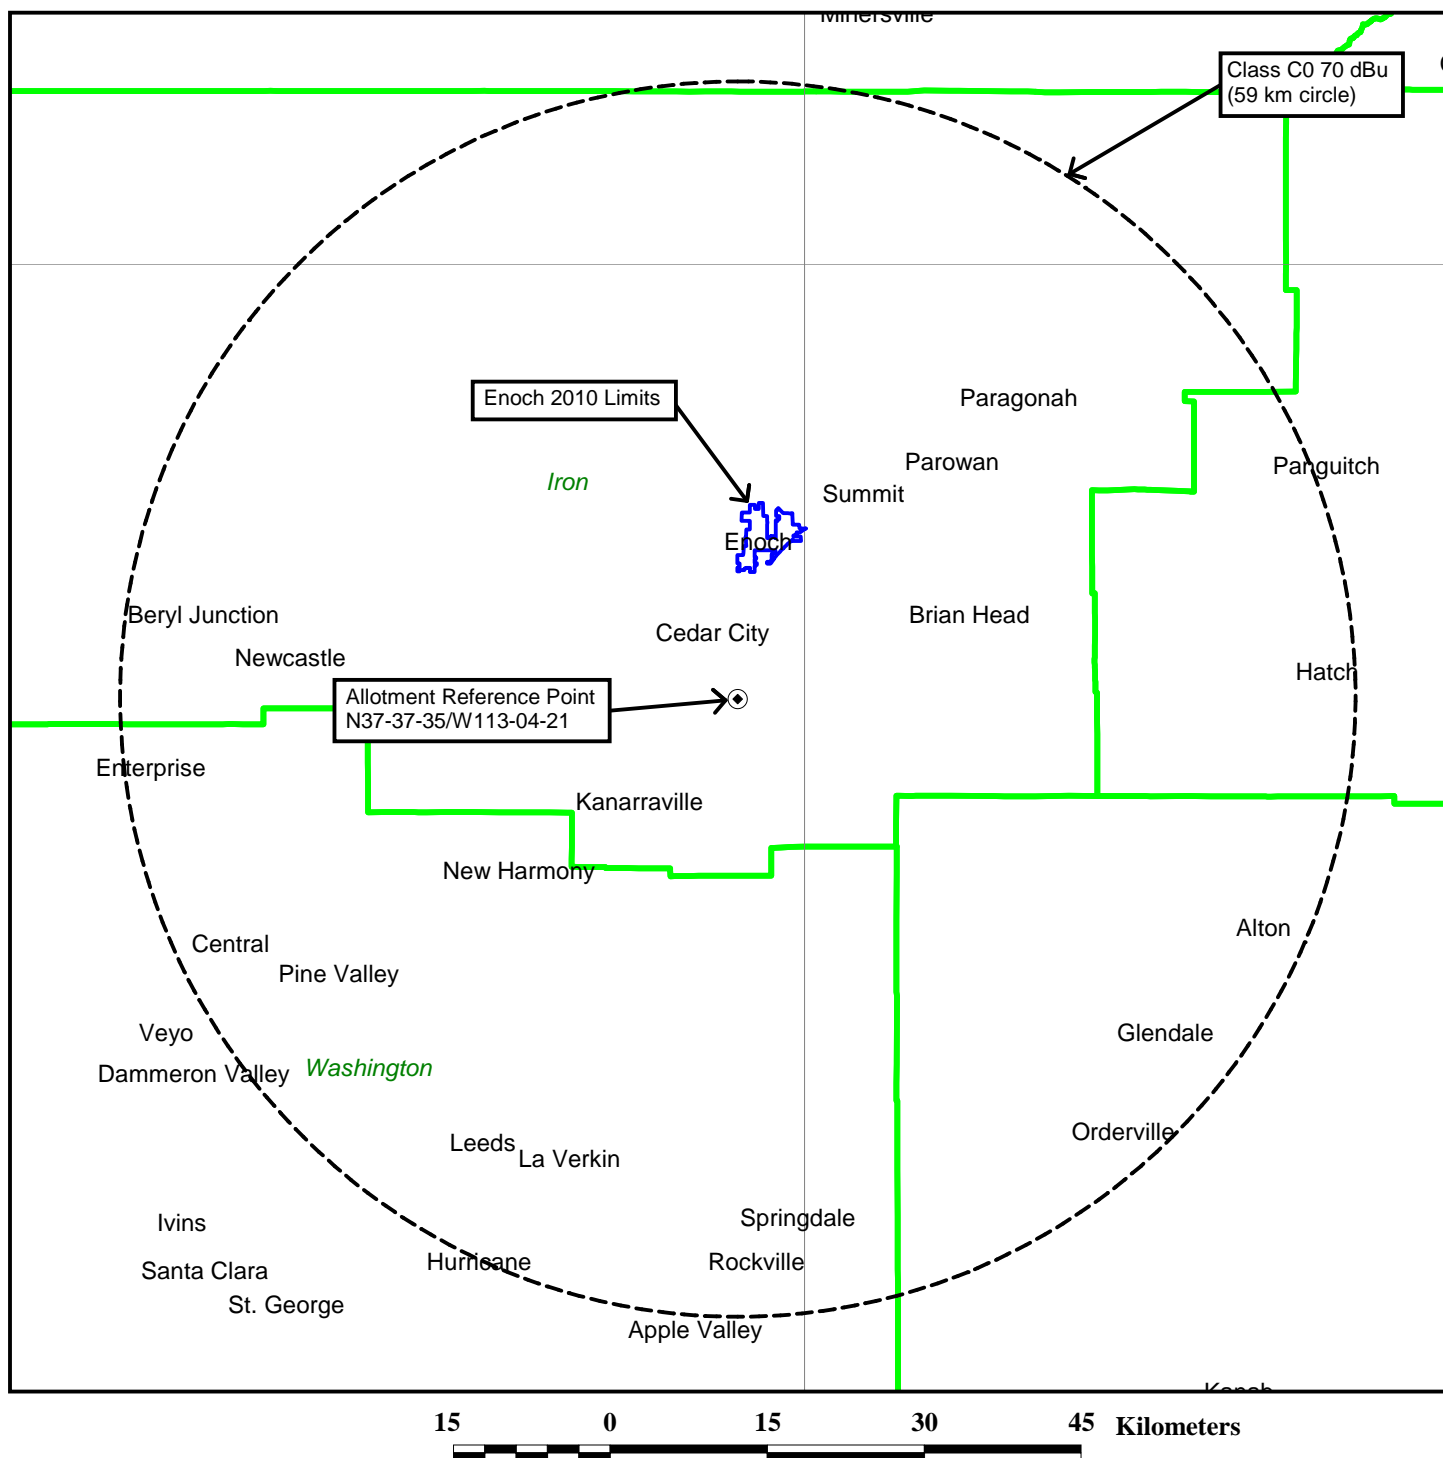 Minersville
Class C0 70 dBu
(59 km circle)
Enoch 2010 Limits
Paragonah
Parowan
Panguitch
Iron
Summit
Enoch
Beryl Junction
Brian Head
Cedar City
Newcastle
Hatch
Allotment Reference Point
N37-37-35/W113-04-21
Enterprise
Kanarraville
New Harmony
Alton
Central
Pine Valley
Veyo
Glendale
Dammeron Valley
Washington
Orderville
Leeds
La Verkin
Springdale
Ivins
Hurricane
Rockville
Santa Clara
St. George
Apple Valley
Kanab
15 0 15 30 45 Kilometers